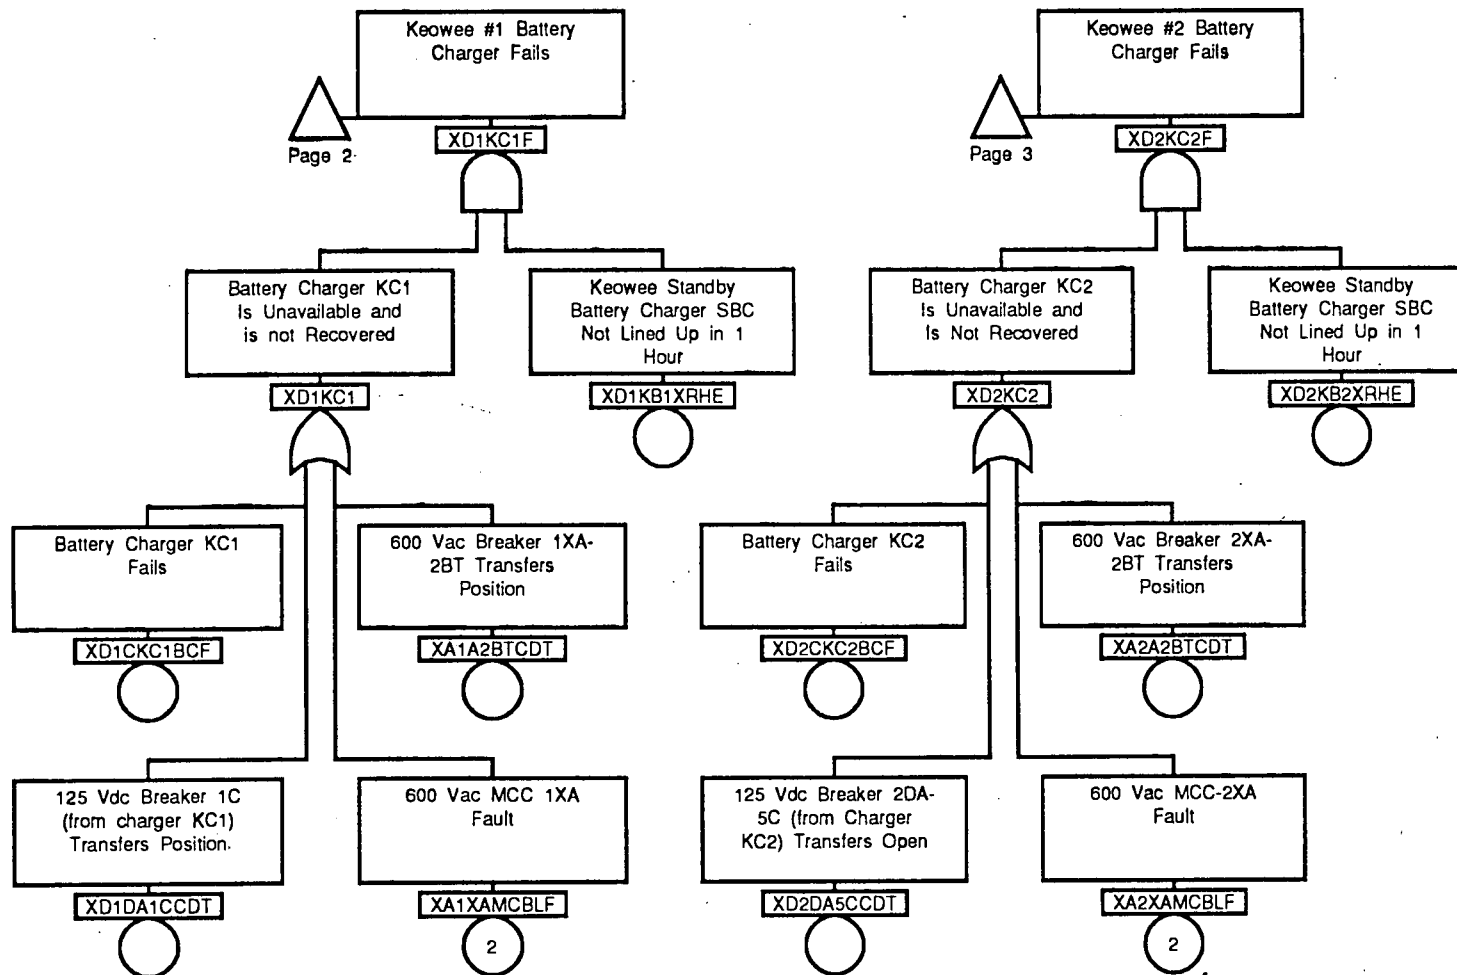 Keowee #1 Battery
Charger Fails
Page 2
XD1KC1F
Keowee #2 Battery
Charger Fails
Page 3
XD2KC2F
Battery Charger KC1
Is Unavailable and
is not Recovered
XD1KC1
Keowee Standby
Battery Charger SBC
Not Lined Up in 1
Hour
XD1KB1XRHE
Battery Charger KC2
Is Unavailable and
Is Not Recovered
XD2KC2
Keowee Standby
Battery Charger SBC
Not Lined Up in 1
Hour
XD2KB2XRHE
Battery Charger KC1
Fails
XD1CKC1BCF
600 Vac Breaker 1XA-
2BT Transfers
Position
XA1A2BTCDT
Battery Charger KC2
Fails
XD2CKC2BCF
600 Vac Breaker 2XA-
2BT Transfers
Position
XA2A2BTCDT
125 Vdc Breaker 1C
(from charger KC1)
Transfers Position
XD1DA1CCDT
600 Vac MCC 1XA
Fault
XA1XAMCBLF
2
125 Vdc Breaker 2DA-
5C (from Charger
KC2) Transfers Open
XD2DA5CCDT
600 Vac MCC-2XA
Fault
XA2XAMCBLF
2